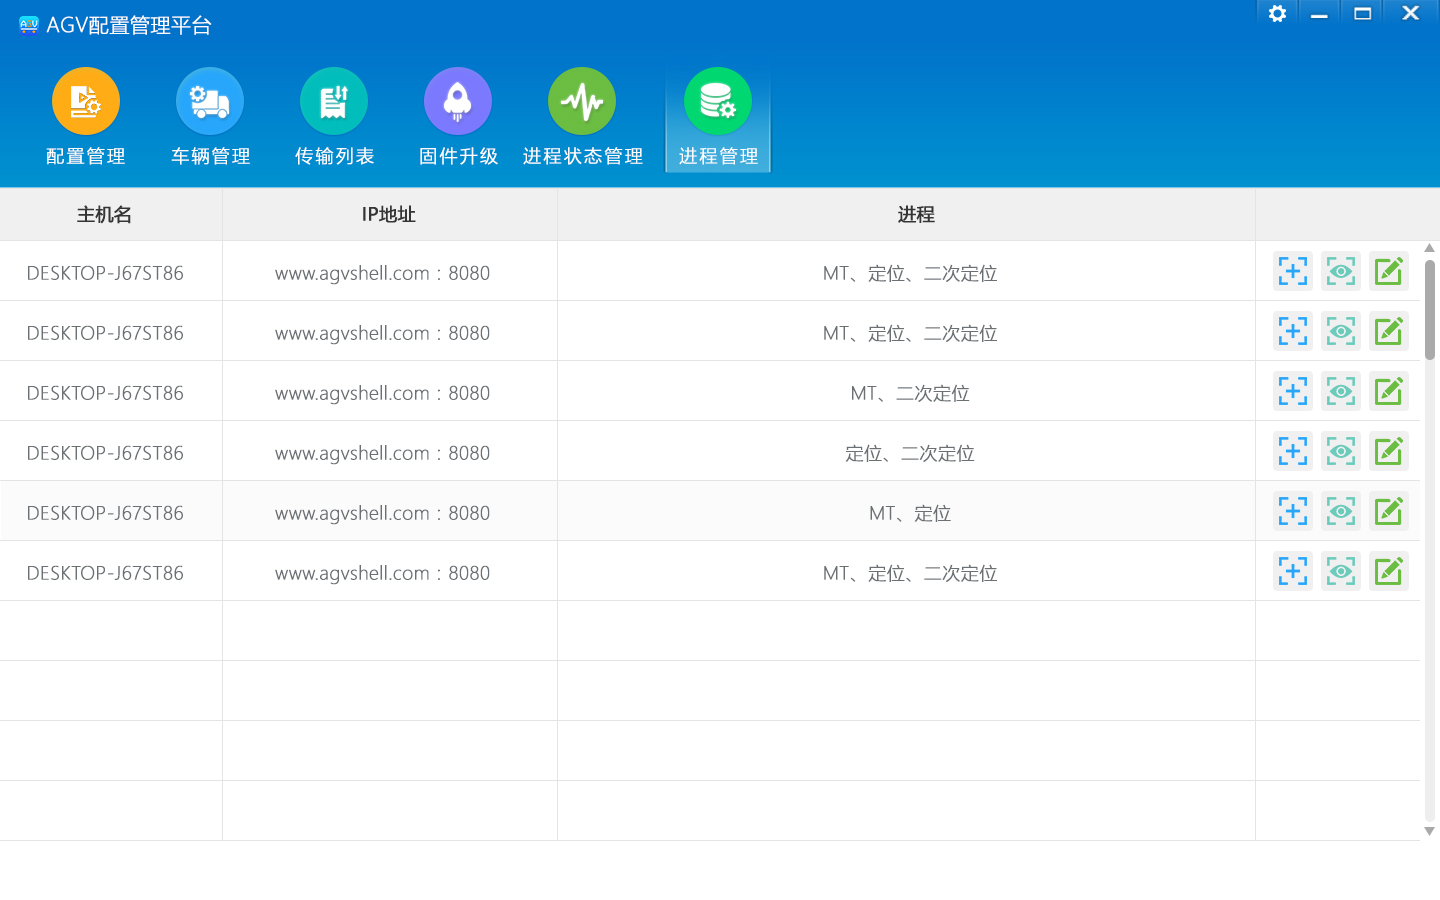 AGV配置管理平台
配置管理 车辆管理 传输列表 固件升级 进程状态管理 进程管理
主机名 IP地址 进程
DESKTOP-J67ST86 www.agvshell.com : 8080 MT、定位、二次定位
DESKTOP-J67ST86 www.agvshell.com : 8080 MT、定位、二次定位
DESKTOP-J67ST86 www.agvshell.com : 8080 MT、二次定位
DESKTOP-J67ST86 www.agvshell.com : 8080 定位、二次定位
DESKTOP-J67ST86 www.agvshell.com : 8080 MT、定位
DESKTOP-J67ST86 www.agvshell.com : 8080 MT、定位、二次定位